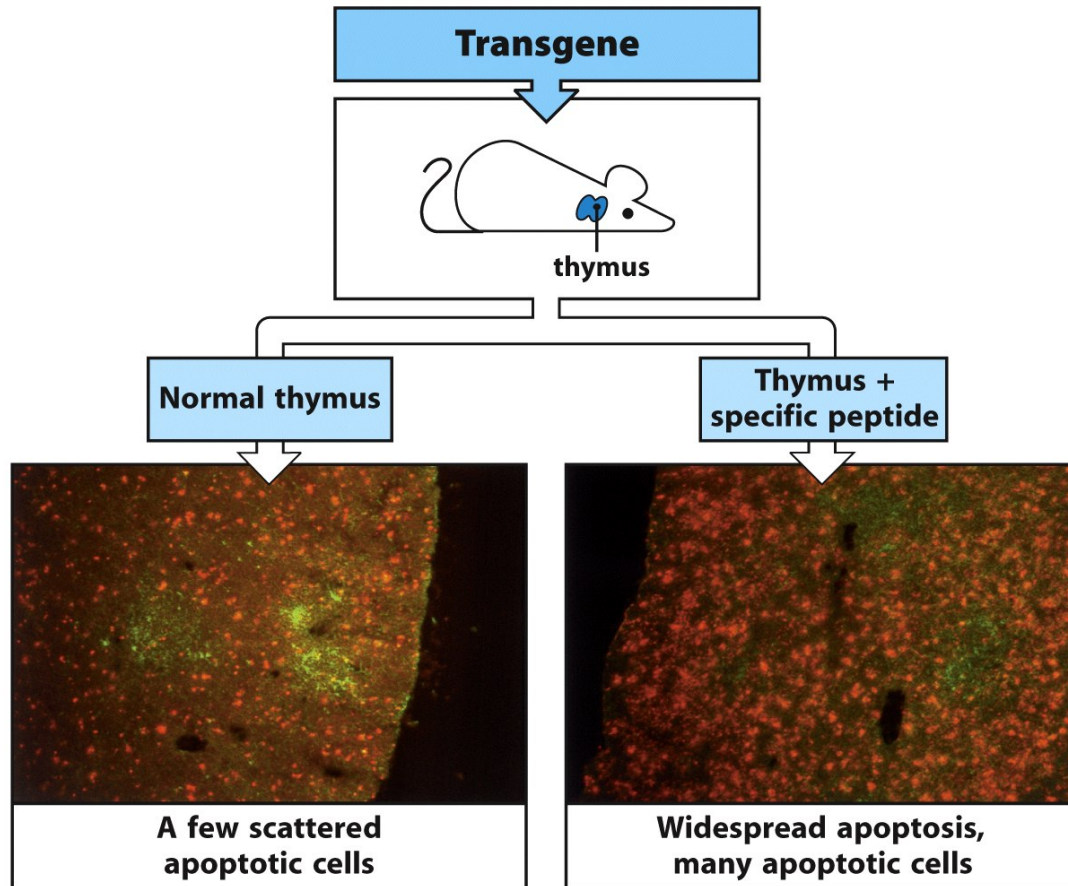 Transgene
thymus
Normal thymus
Thymus +
specific peptide
A few scattered
apoptotic cells
Widespread apoptosis,
many apoptotic cells